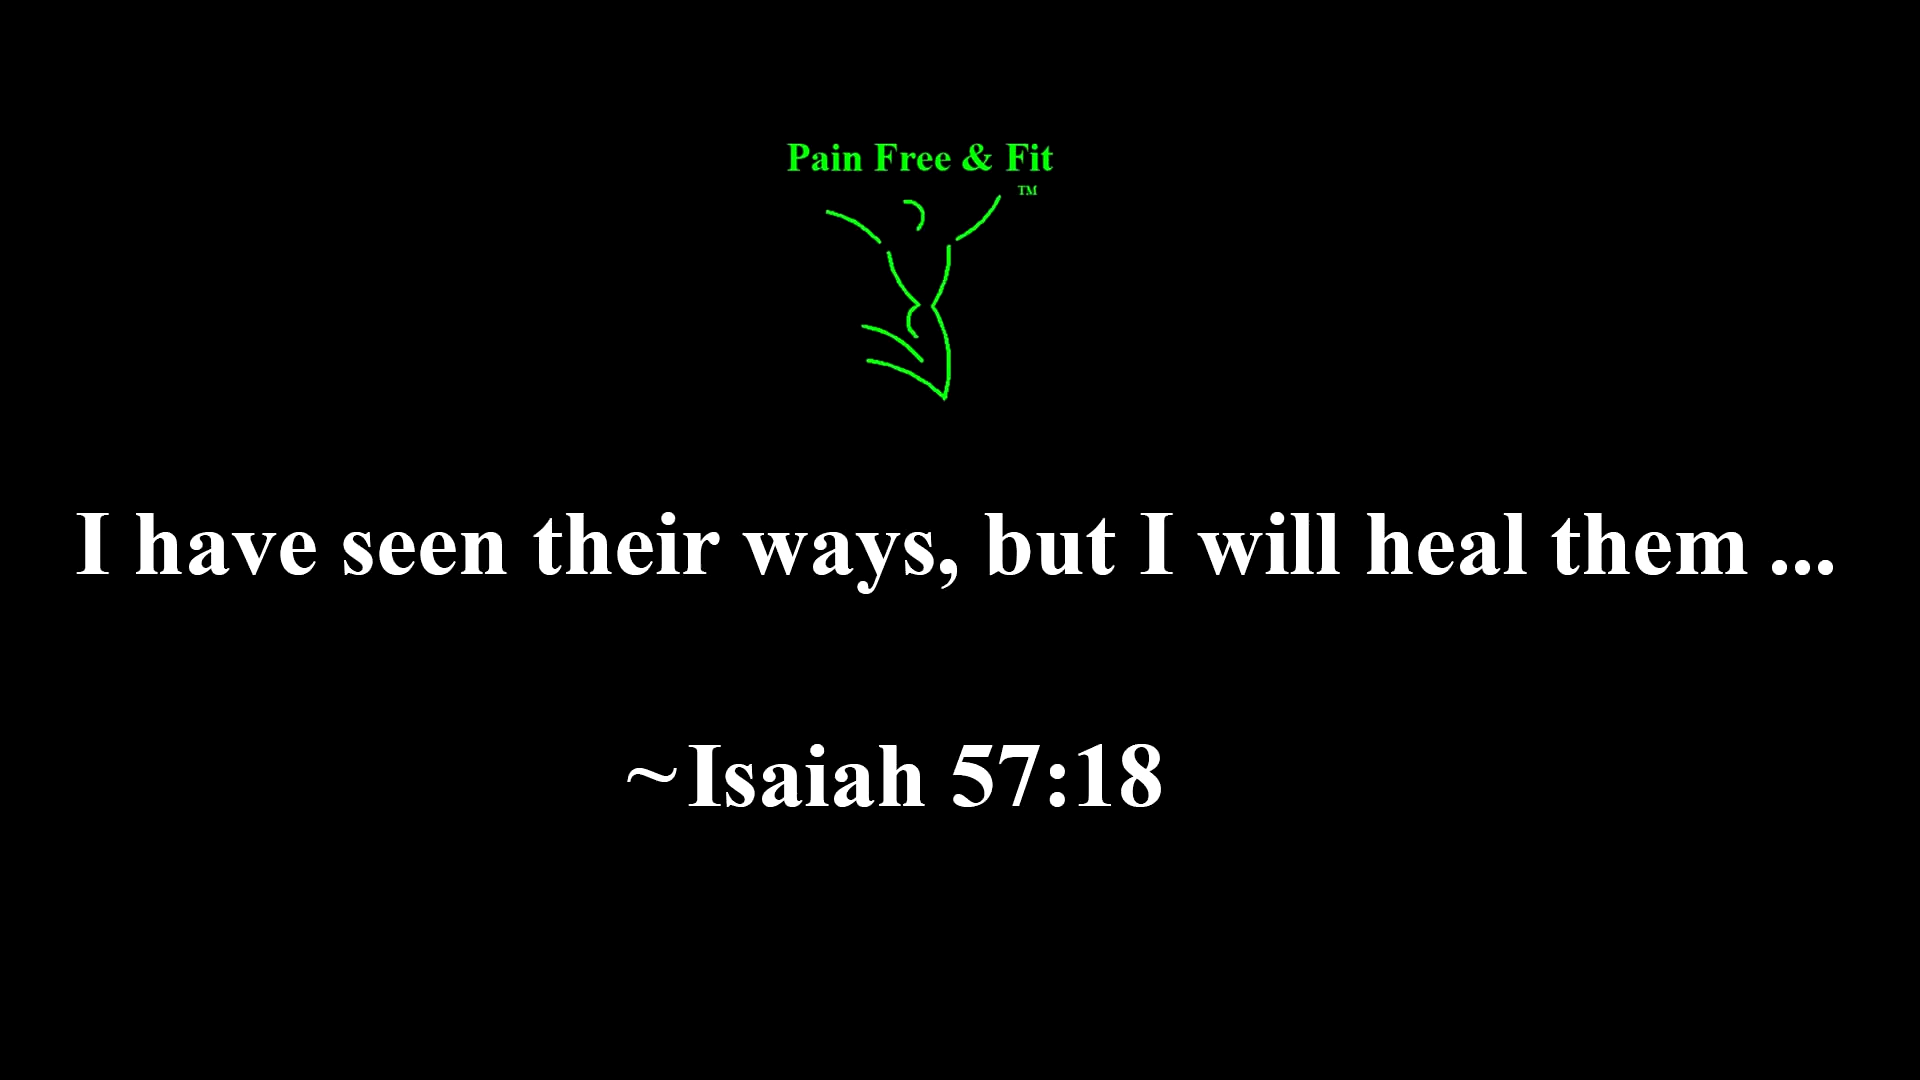 Pain Free & Fit
TM
I have seen their ways, but I will heal them ...
~Isaiah 57:18